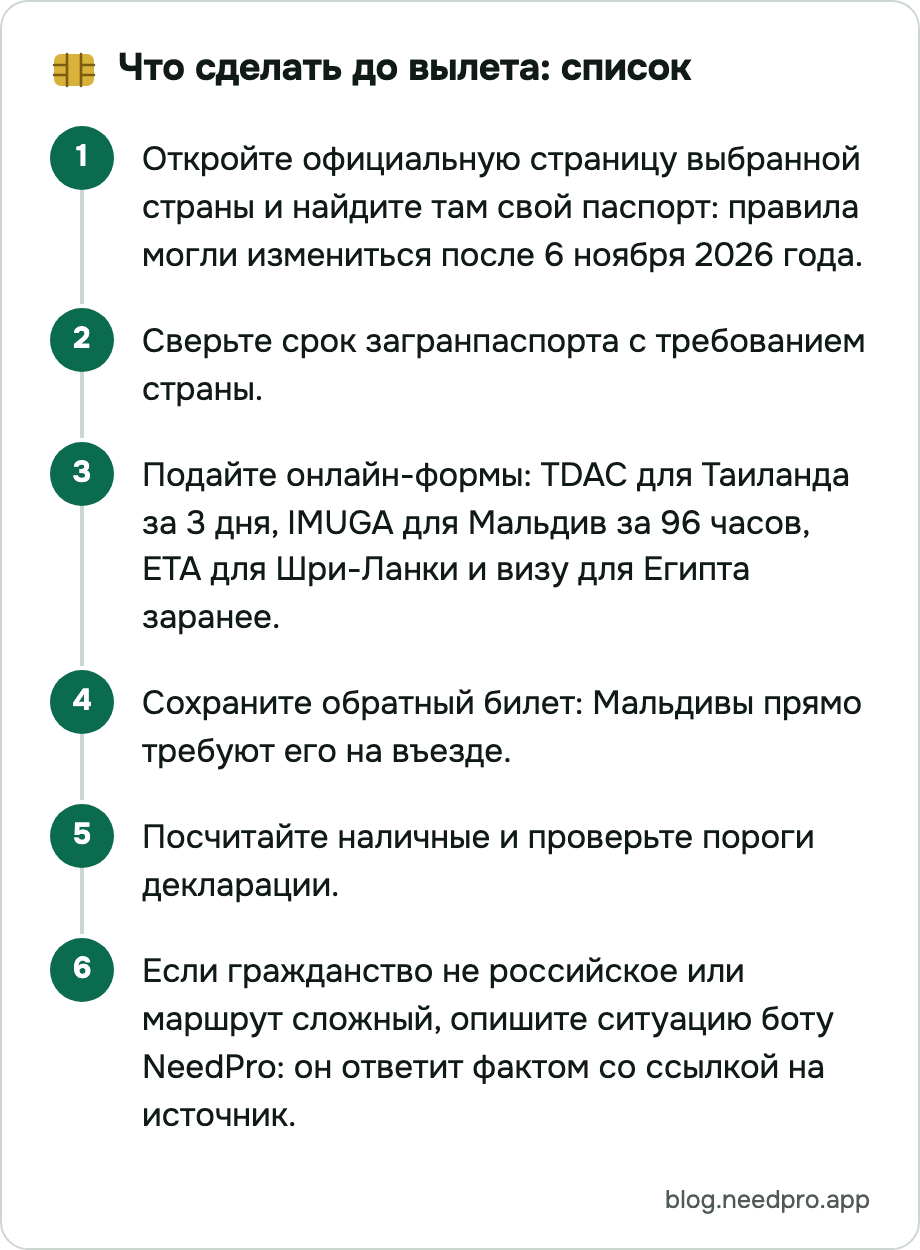 Что сделать до вылета: список
1
Откройте официальную страницу выбранной
страны и найдите там свой паспорт: правила
могли измениться после 6 ноября 2026 года.
2
Сверьте срок загранпаспорта с требованием
страны.
3
Подайте онлайн-формы: TDAC для Таиланда
за 3 дня, IMUGA для Мальдив за 96 часов,
ETA для Шри-Ланки и визу для Египта
заранее.
4
Сохраните обратный билет: Мальдивы прямо
требуют его на въезде.
5
Посчитайте наличные и проверьте пороги
декларации.
6
Если гражданство не российское или
маршрут сложный, опишите ситуацию боту
NeedPro: он ответит фактом со ссылкой на
источник.
blog.needpro.app